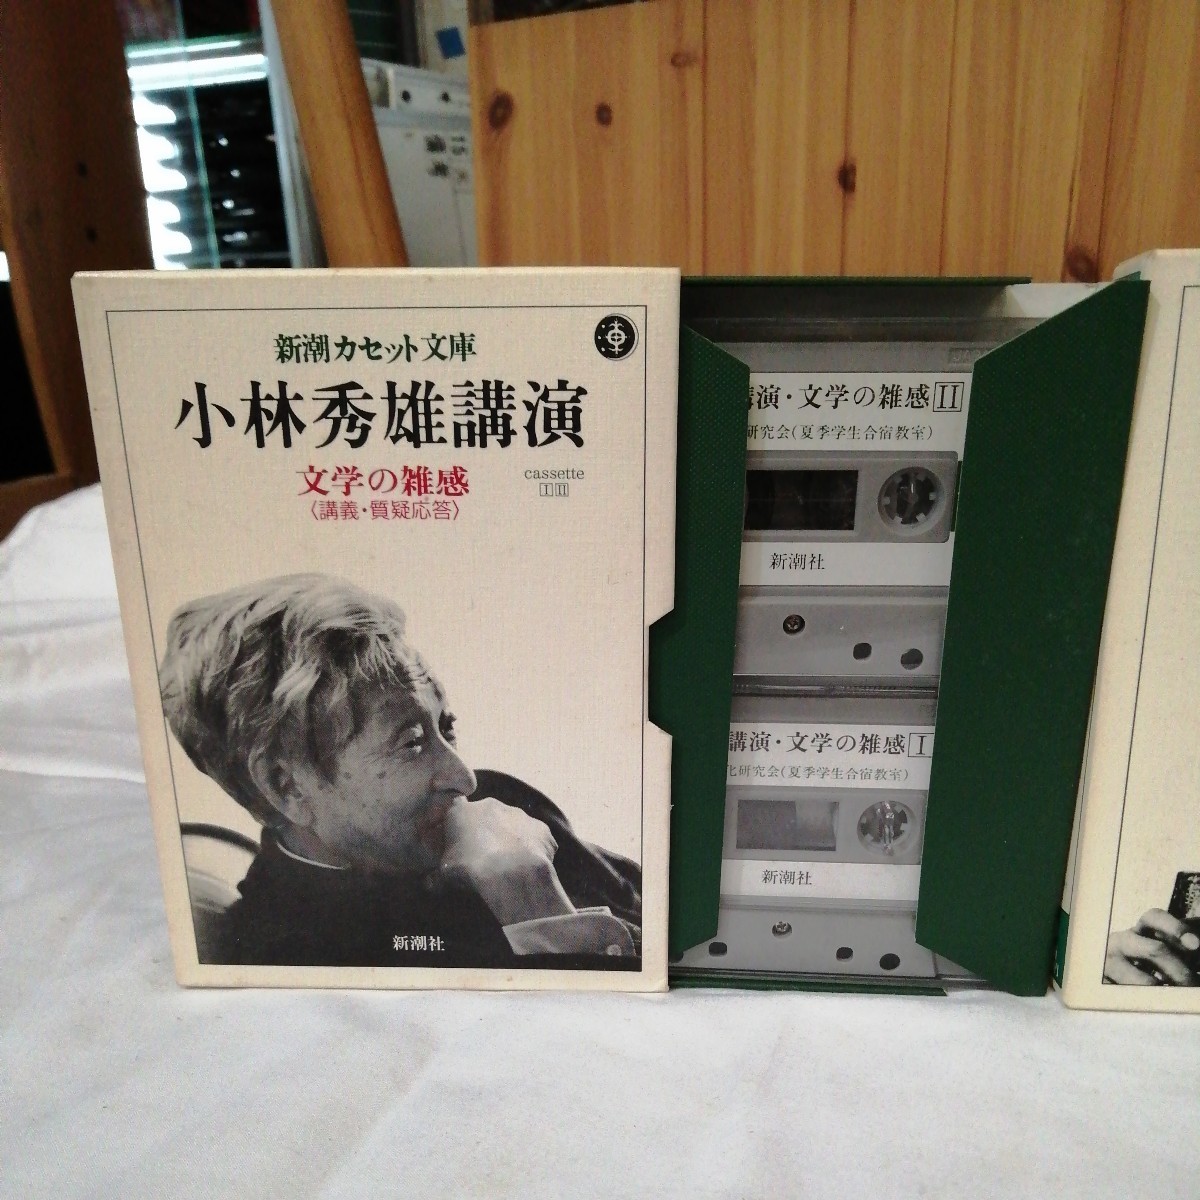 新潮カセット文庫
小林秀雄講演
文学の雑感
〈講義・質疑応答〉
cassette
I II
新潮社
講演・文学の雑感 II
研究会(夏季学生合宿教室)
新潮社
講演・文学の雑感 I
化研究会(夏季学生合宿教室)
新潮社